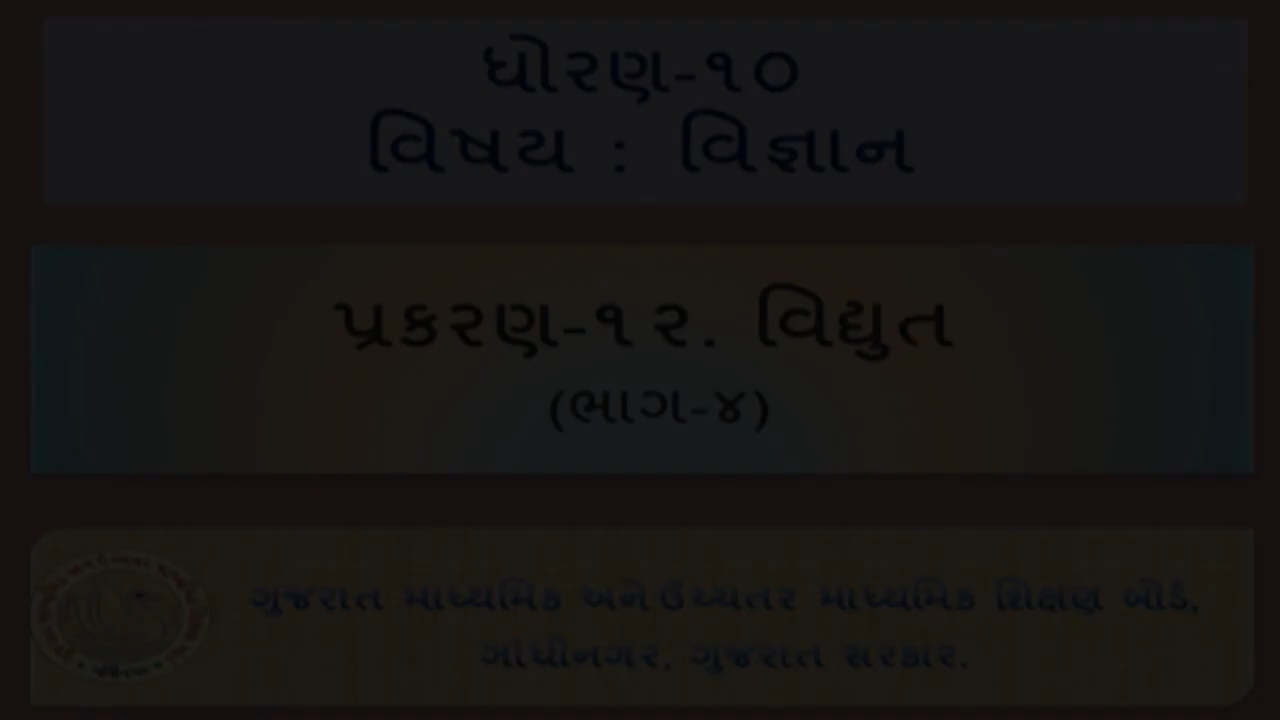 ધોરણ-૧૦
વિષય : વિજ્ઞાન
પ્રકરણ-૧૨. વિદ્યુત
(ભાગ-૪)
ગુજરાત માધ્યમિક અને ઉચ્ચતર માધ્યમિક શિક્ષણ બોર્ડ,
ગાંધીનગર, ગુજરાત સરકાર.